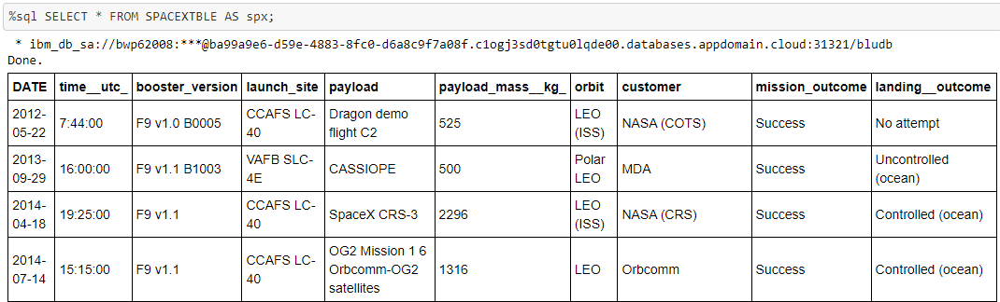 %sql SELECT * FROM SPACEXTBLE AS spx;
* ibm_db_sa://bwp62008:***@ba99a9e6-d59e-4883-8fc0-d6a8c9f7a08f.c1ogj3sd0tgtu0lqde00.databases.appdomain.cloud:31321/bludb
Done.
DATE time__utc_ booster_version launch_site payload payload_mass__kg_ orbit customer mission_outcome landing__outcome
2012-05-22 7:44:00 F9 v1.0 B0005 CCAFS LC-40 Dragon demo flight C2 525 LEO (ISS) NASA (COTS) Success No attempt
2013-09-29 16:00:00 F9 v1.1 B1003 VAFB SLC-4E CASSIOPE 500 Polar LEO MDA Success Uncontrolled (ocean)
2014-04-18 19:25:00 F9 v1.1 CCAFS LC-40 SpaceX CRS-3 2296 LEO (ISS) NASA (CRS) Success Controlled (ocean)
2014-07-14 15:15:00 F9 v1.1 CCAFS LC-40 OG2 Mission 1 6 Orbcomm-OG2 satellites 1316 LEO Orbcomm Success Controlled (ocean)